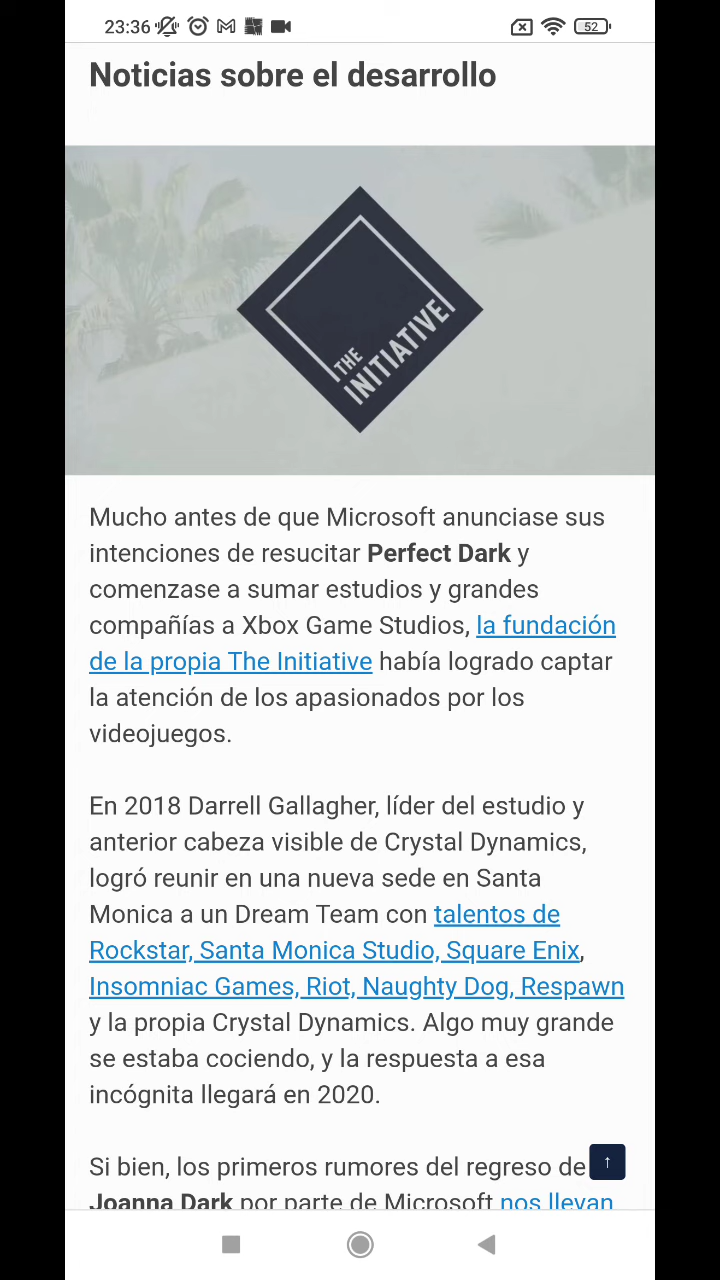 23:36
52
Noticias sobre el desarrollo
THE
INITIATIVE
Mucho antes de que Microsoft anunciase sus
intenciones de resucitar Perfect Dark y
comenzase a sumar estudios y grandes
compañías a Xbox Game Studios, la fundación
de la propia The Initiative había logrado captar
la atención de los apasionados por los
videojuegos.
En 2018 Darrell Gallagher, líder del estudio y
anterior cabeza visible de Crystal Dynamics,
logró reunir en una nueva sede en Santa
Monica a un Dream Team con talentos de
Rockstar, Santa Monica Studio, Square Enix,
Insomniac Games, Riot, Naughty Dog, Respawn
y la propia Crystal Dynamics. Algo muy grande
se estaba cociendo, y la respuesta a esa
incógnita llegará en 2020.
Si bien, los primeros rumores del regreso de
Joanna Dark por parte de Microsoft nos llevan